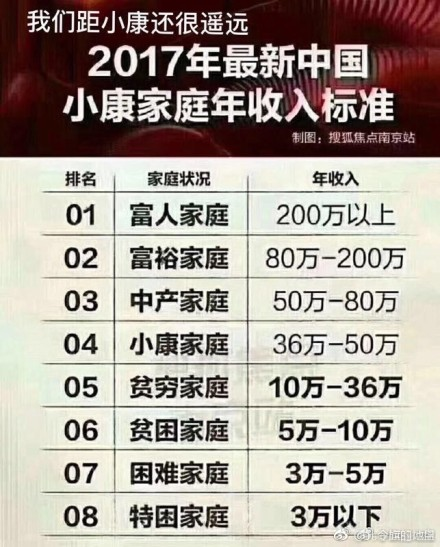 我们距小康还很遥远
2017年最新中国
小康家庭年收入标准
制图：搜狐焦点南京站
排名 家庭状况 年收入
01 富人家庭 200万以上
02 富裕家庭 80万-200万
03 中产家庭 50万-80万
04 小康家庭 36万-50万
05 贫穷家庭 10万-36万
06 贫困家庭 5万-10万
07 困难家庭 3万-5万
08 特困家庭 3万以下